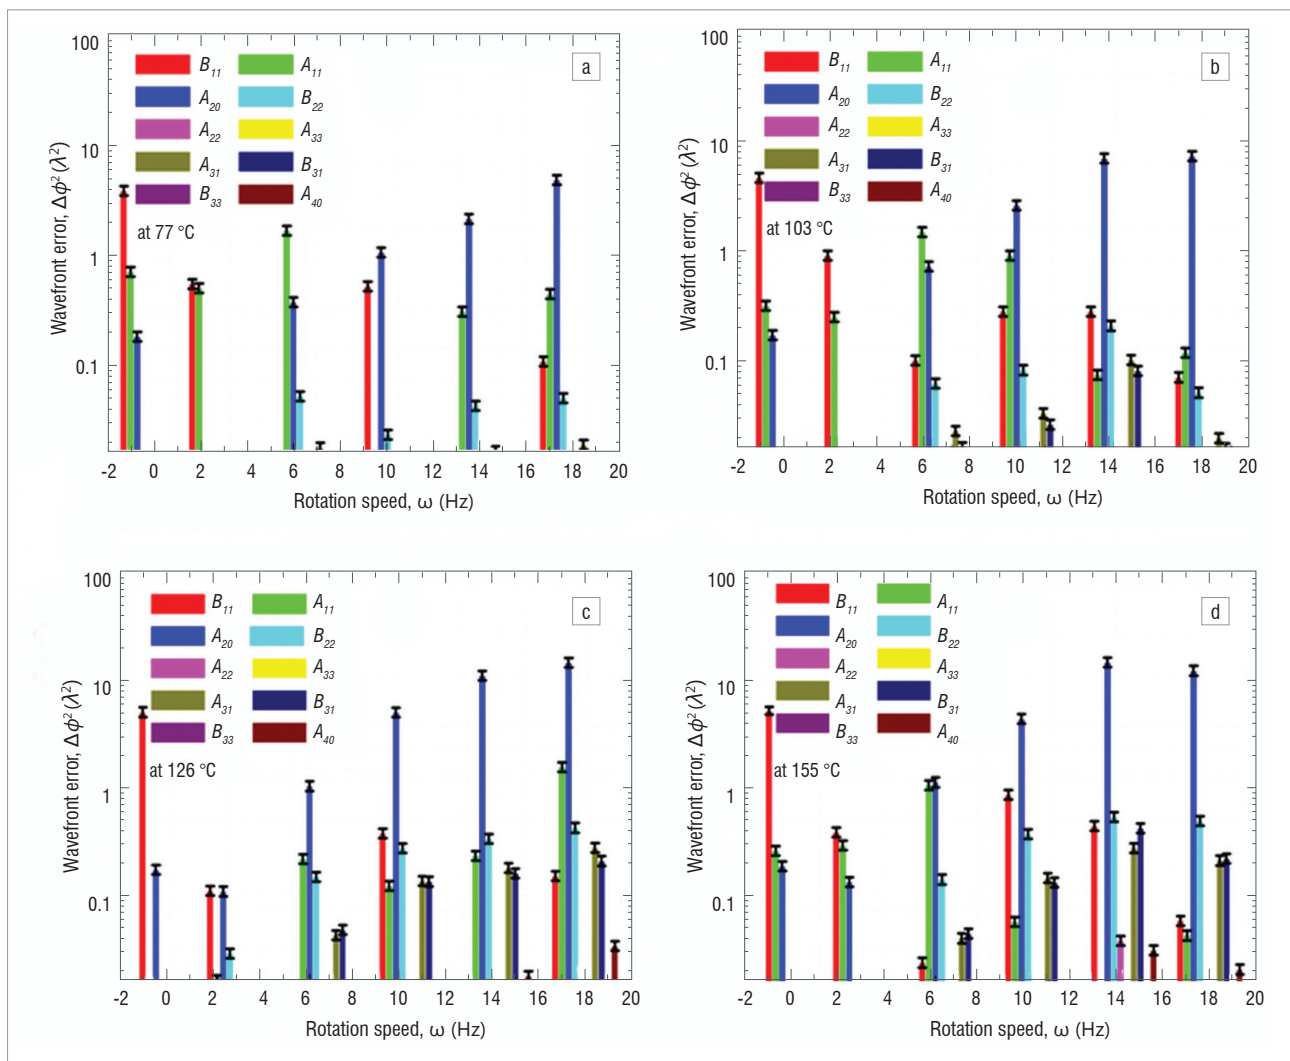 a
B11 A11
A20 B22
A22 A33
A31 B31
B33 A40
at 77 °C
100
10
1
0.1
Wavefront error, Δϕ² (λ²)
-2 0 2 4 6 8 10 12 14 16 18 20
Rotation speed, ω (Hz)
b
B11 A11
A20 B22
A22 A33
A31 B31
B33 A40
at 103 °C
100
10
1
0.1
Wavefront error, Δϕ² (λ²)
-2 0 2 4 6 8 10 12 14 16 18 20
Rotation speed, ω (Hz)
c
B11 A11
A20 B22
A22 A33
A31 B31
B33 A40
at 126 °C
100
10
1
0.1
Wavefront error, Δϕ² (λ²)
-2 0 2 4 6 8 10 12 14 16 18 20
Rotation speed, ω (Hz)
d
B11 A11
A20 B22
A22 A33
A31 B31
B33 A40
at 155 °C
100
10
1
0.1
Wavefront error, Δϕ² (λ²)
-2 0 2 4 6 8 10 12 14 16 18 20
Rotation speed, ω (Hz)